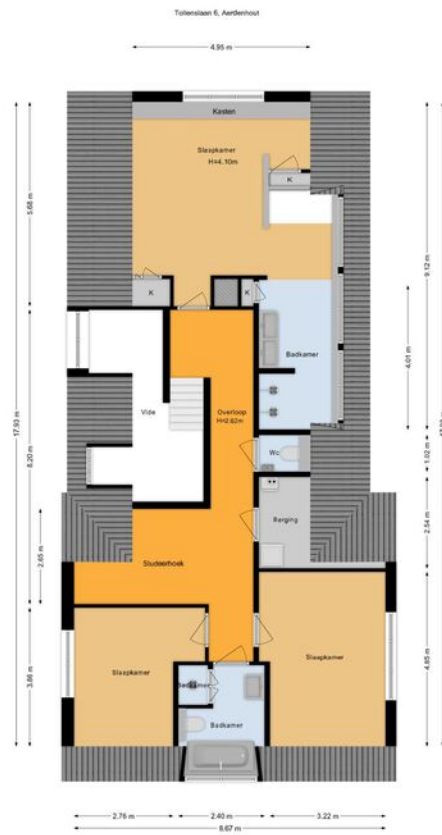 Tollenslaan 6, Aerdenhout
4.95 m
Kasten
Slaapkamer
H=4.10m
K
5.68 m
9.12 m
K
K
Badkamer
4.01 m
17.93 m
Vide
Overloop
H=2.62m
8.20 m
Wc
1.02 m
Berging
2.54 m
2.65 m
Studeerhoek
Slaapkamer
Slaapkamer
3.86 m
4.85 m
Badkamer
Badkamer
2.76 m
2.40 m
3.22 m
8.67 m